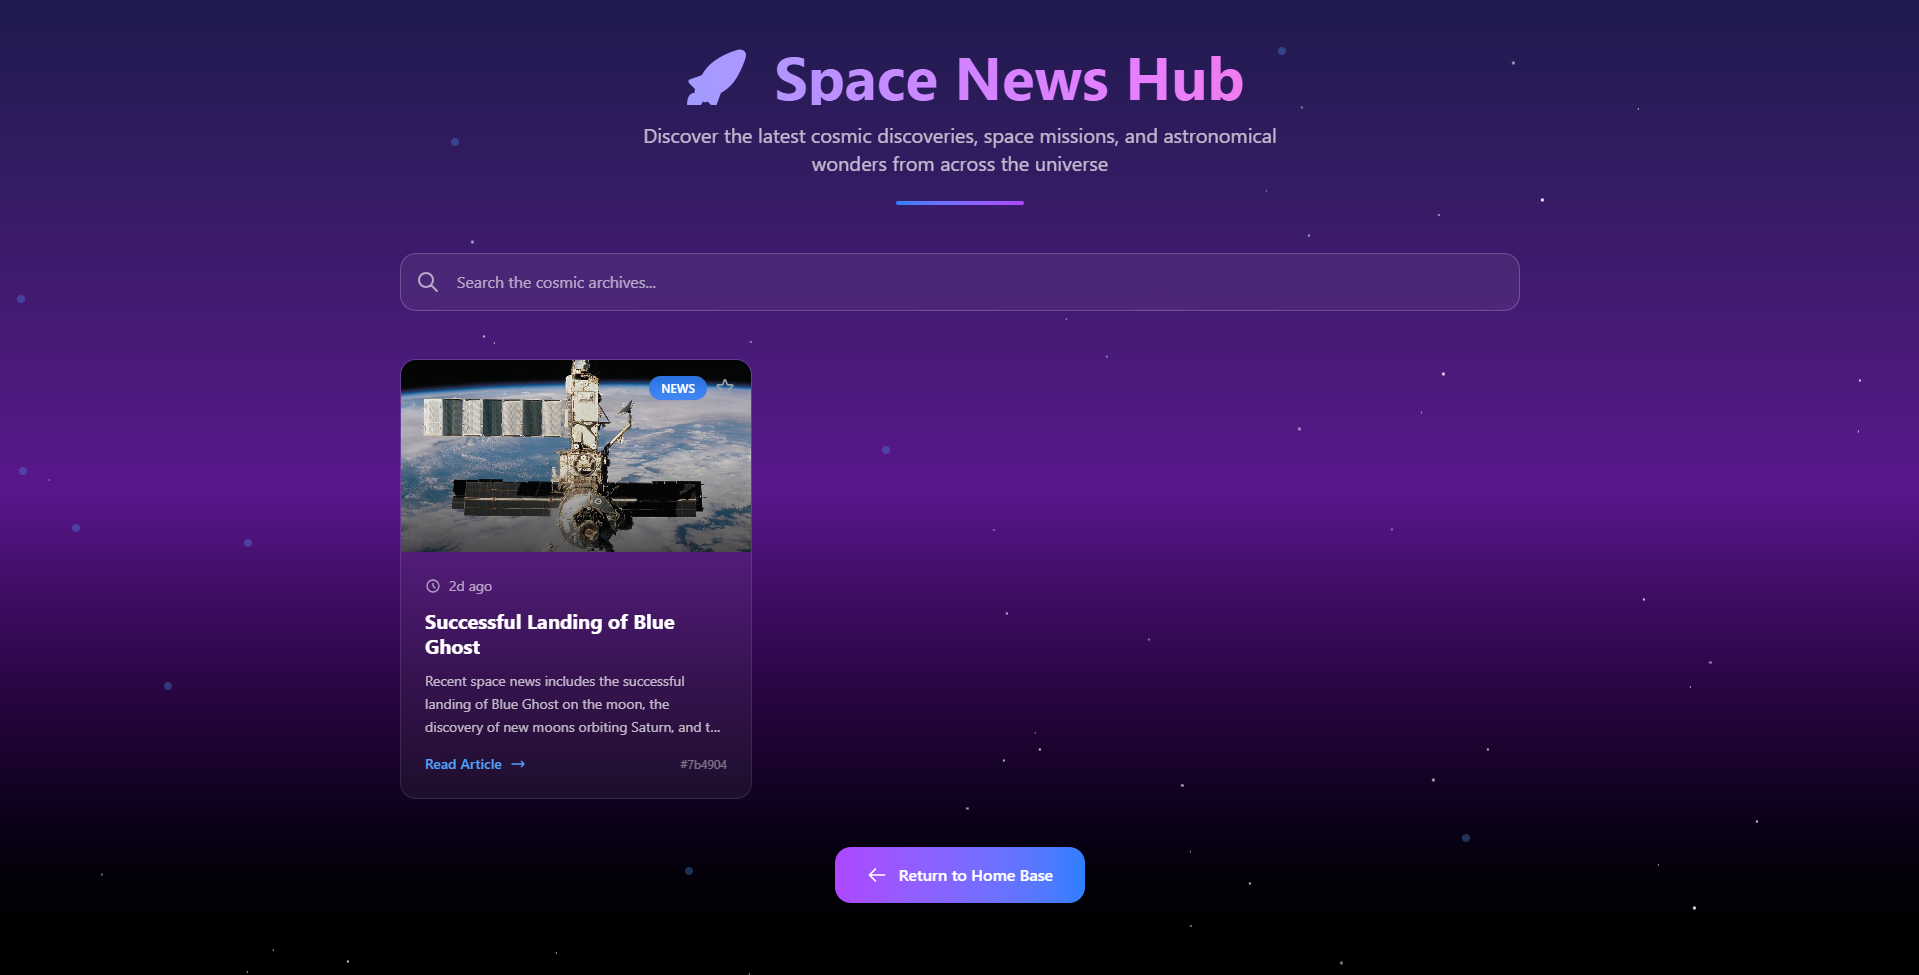 Space News Hub
Discover the latest cosmic discoveries, space missions, and astronomical
wonders from across the universe
Search the cosmic archives...
NEWS
2d ago
Successful Landing of Blue
Ghost
Recent space news includes the successful
landing of Blue Ghost on the moon, the
discovery of new moons orbiting Saturn, and t...
Read Article →
#7b4904
← Return to Home Base